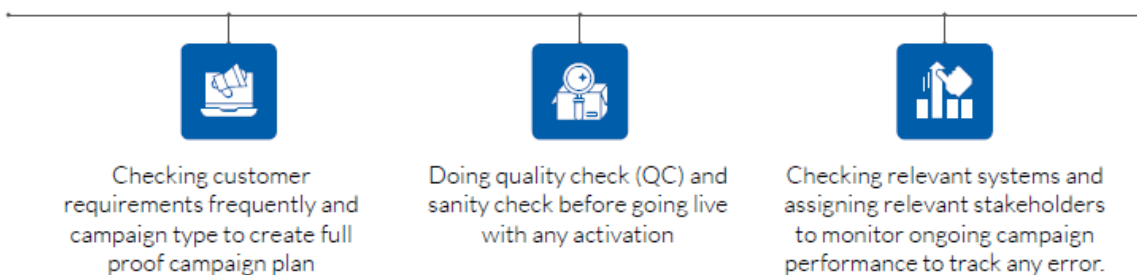 Checking customer
requirements frequently and
campaign type to create full
proof campaign plan
Doing quality check (QC) and
sanity check before going live
with any activation
Checking relevant systems and
assigning relevant stakeholders
to monitor ongoing campaign
performance to track any error.